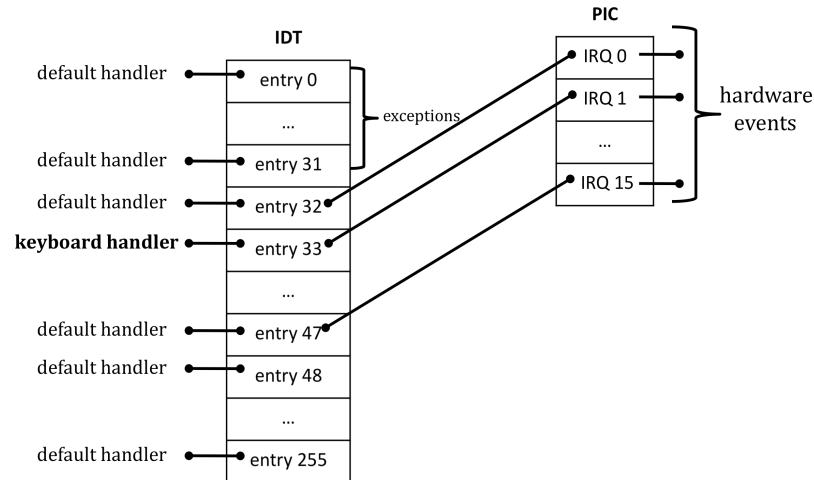 PIC
IDT
default handler
entry 0
IRQ 0
IRQ 1
hardware
events
...
exceptions
...
default handler
entry 31
IRQ 15
default handler
entry 32
keyboard handler
entry 33
...
default handler
entry 47
default handler
entry 48
...
default handler
entry 255